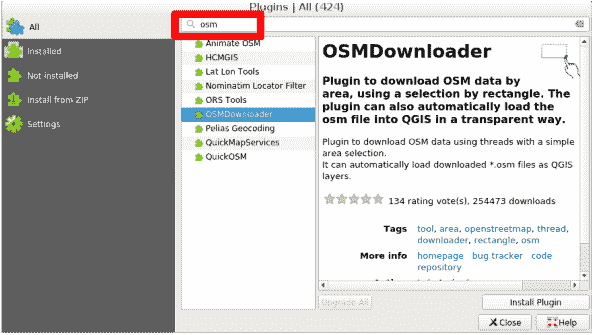 Plugins | All (424)
osm
All
Installed
Not installed
Install from ZIP
Settings
Animate OSM
HCMGIS
Lat Lon Tools
Nominatim Locator Filter
ORS Tools
OSMDownloader
Pelias Geocoding
QuickMapServices
QuickOSM
OSMDownloader
Plugin to download OSM data by
area, using a selection by rectangle. The
plugin can also automatically load the
osm file into QGIS in a transparent way.
Plugin to download OSM data using threads with a simple
area selection.
It can automatically load downloaded *.osm files as QGIS
layers.
134 rating vote(s), 254473 downloads
Tags tool, area, openstreetmap, thread,
downloader, rectangle, osm
More info homepage bug tracker code
repository
Upgrade All
Install Plugin
Close
Help